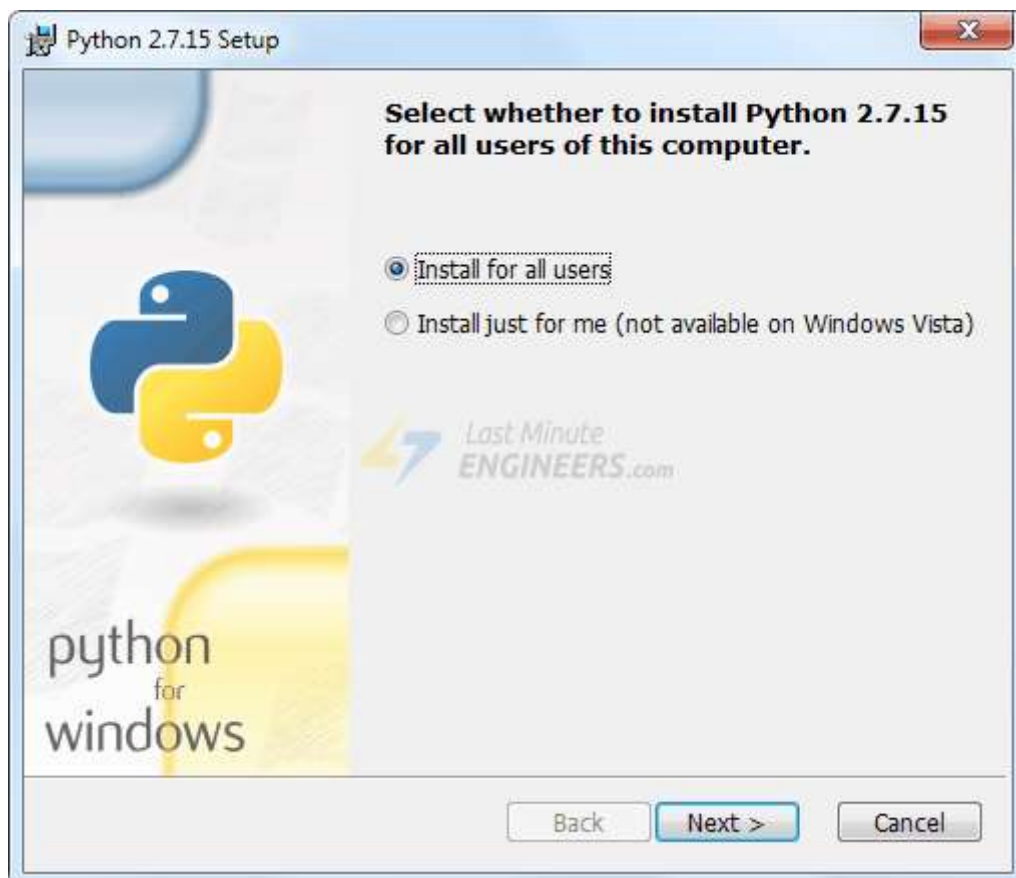 Python 2.7.15 Setup
Select whether to install Python 2.7.15
for all users of this computer.
Install for all users
Install just for me (not available on Windows Vista)
Last Minute
ENGINEERS.com
python
for
windows
Back
Next >
Cancel